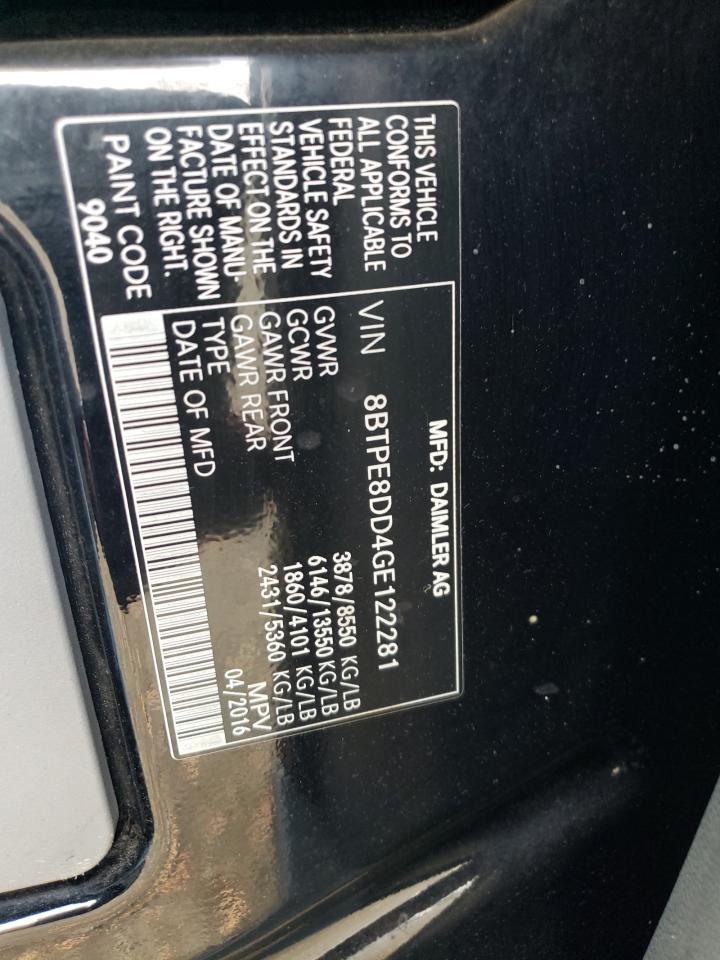 MFD: DAIMLER AG
THIS VEHICLE
CONFORMS TO
ALL APPLICABLE
FEDERAL
VEHICLE SAFETY
STANDARDS IN
EFFECT ON THE
DATE OF MANU-
FACTURE SHOWN
ON THE RIGHT.
PAINT CODE
9040
VIN 8BTPE8DD4GE122281
GVWR 3878/8550 KG/LB
GCWR 6146/13550 KG/LB
GAWR FRONT 1860/4101 KG/LB
GAWR REAR 2431/5360 KG/LB
TYPE MPV
DATE OF MFD 04/2016